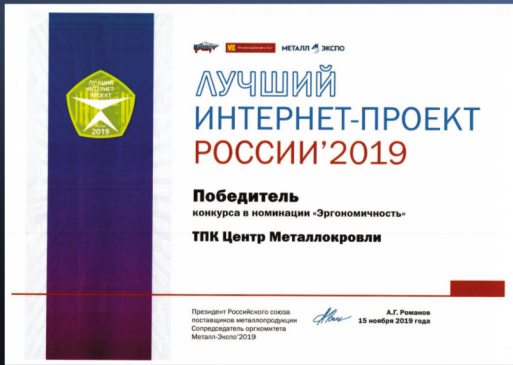 МЕТАЛЛ ЭКСПО
ЛУЧШИЙ
ИНТЕРНЕТ
ПРОЕКТ
2019
ЛУЧШИЙ
ИНТЕРНЕТ-ПРОЕКТ
РОССИИ'2019
Победитель
конкурса в номинации «Эргономичность»
ТПК Центр Металлокровли
Президент Российского союза
поставщиков металлопродукции
Сопредседатель оргкомитета
Металл-Экспо'2019
А.Г. Романов
15 ноября 2019 года